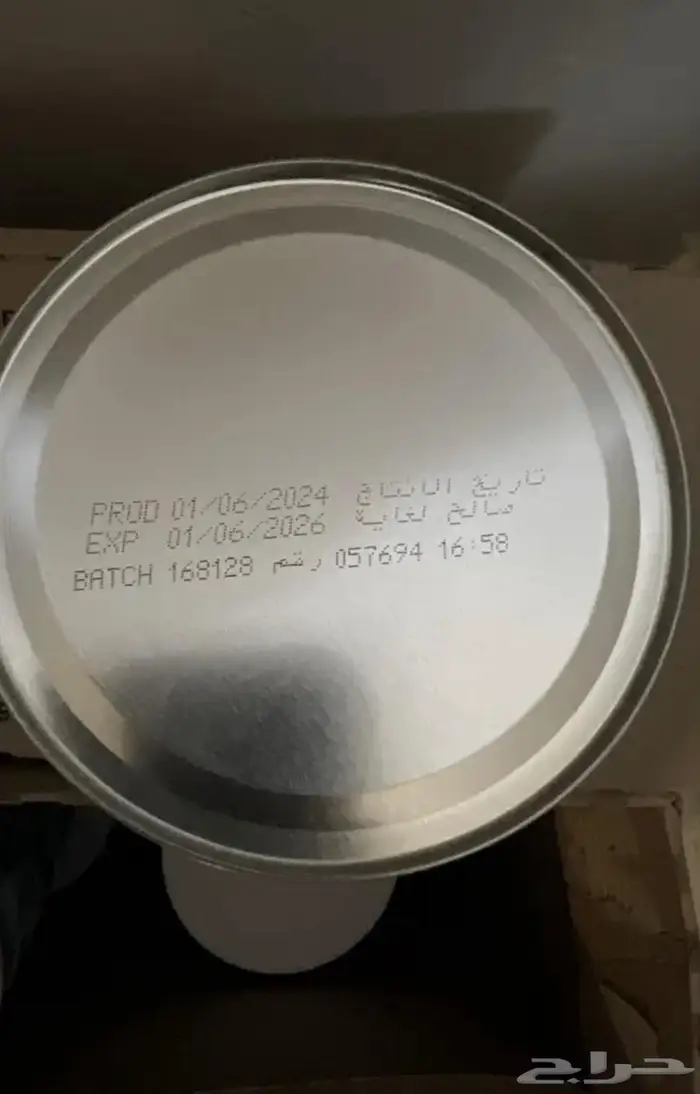 PROD 01/06/2024 تاريخ الانتاج
EXP 01/06/2026 صالح لغاية
BATCH 168128 رقم 057694 16:58
حراج